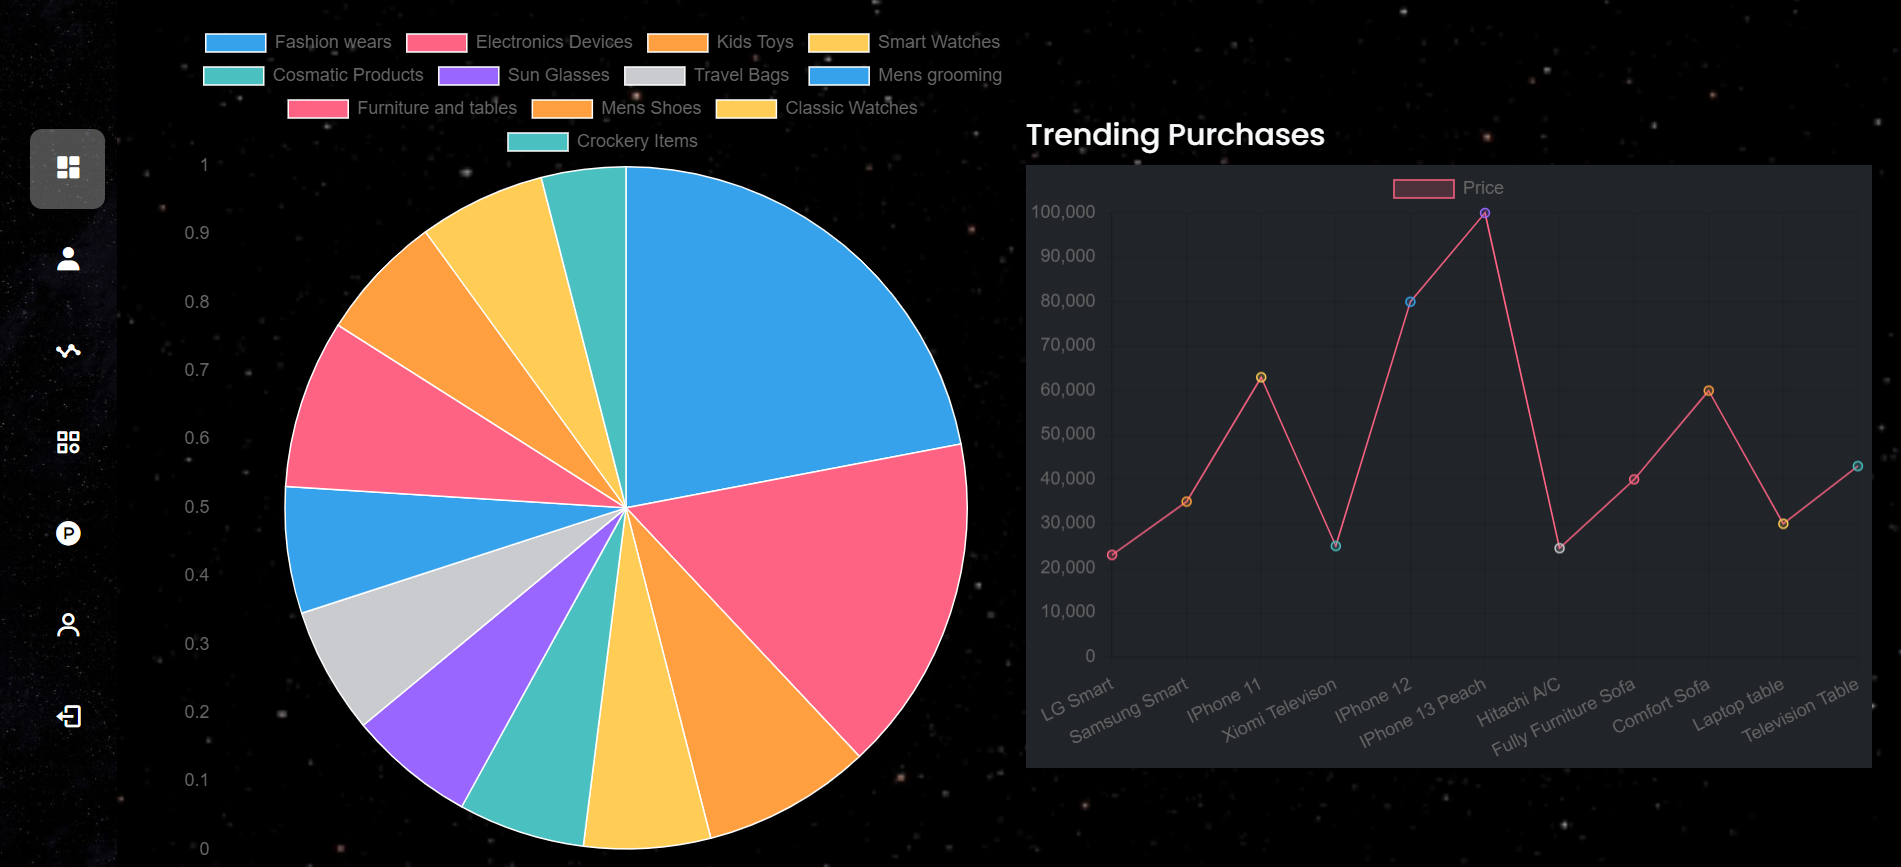 Fashion wears Electronics Devices Kids Toys Smart Watches
Cosmatic Products Sun Glasses Travel Bags Mens grooming
Furniture and tables Mens Shoes Classic Watches
Crockery Items
1
0.9
0.8
0.7
0.6
0.5
0.4
0.3
0.2
0.1
0
P
Trending Purchases
Price
100,000
90,000
80,000
70,000
60,000
50,000
40,000
30,000
20,000
10,000
0
LG Smart
Samsung Smart
IPhone 11
Xiomi Televison
IPhone 12
IPhone 13 Peach
Hitachi A/C
Fully Furniture Sofa
Comfort Sofa
Laptop table
Television Table